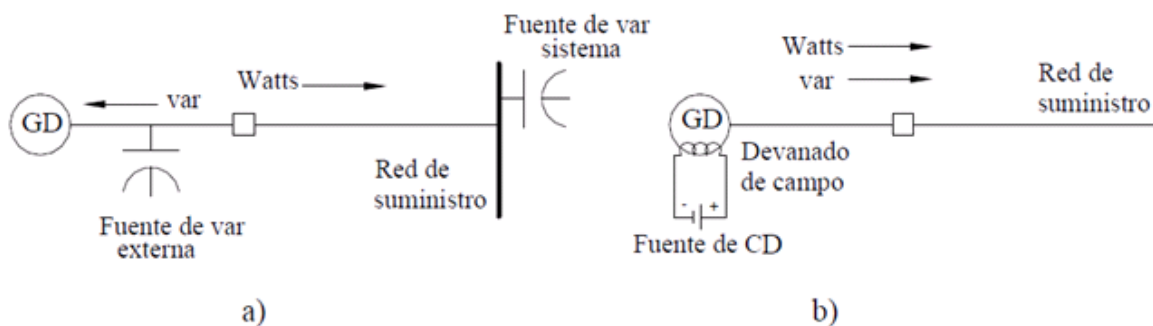 Fuente de var
sistema
Watts
var
GD
Red de
suministro
Fuente de var
externa
a)
Watts
var
Red de
suministro
GD
Devanado
de campo
- +
Fuente de CD
b)